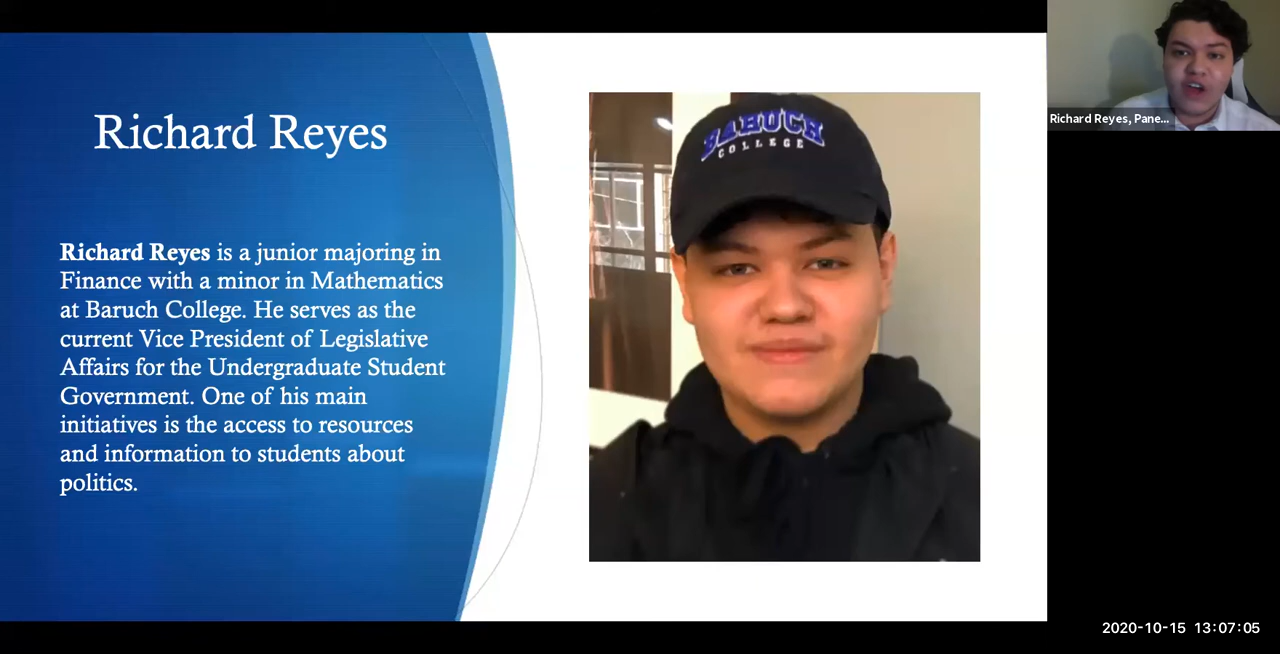 Richard Reyes
Richard Reyes is a junior majoring in
Finance with a minor in Mathematics
at Baruch College. He serves as the
current Vice President of Legislative
Affairs for the Undergraduate Student
Government. One of his main
initiatives is the access to resources
and information to students about
politics.
BARUCH
COLLEGE
Richard Reyes, Pane...
2020-10-15 13:07:05